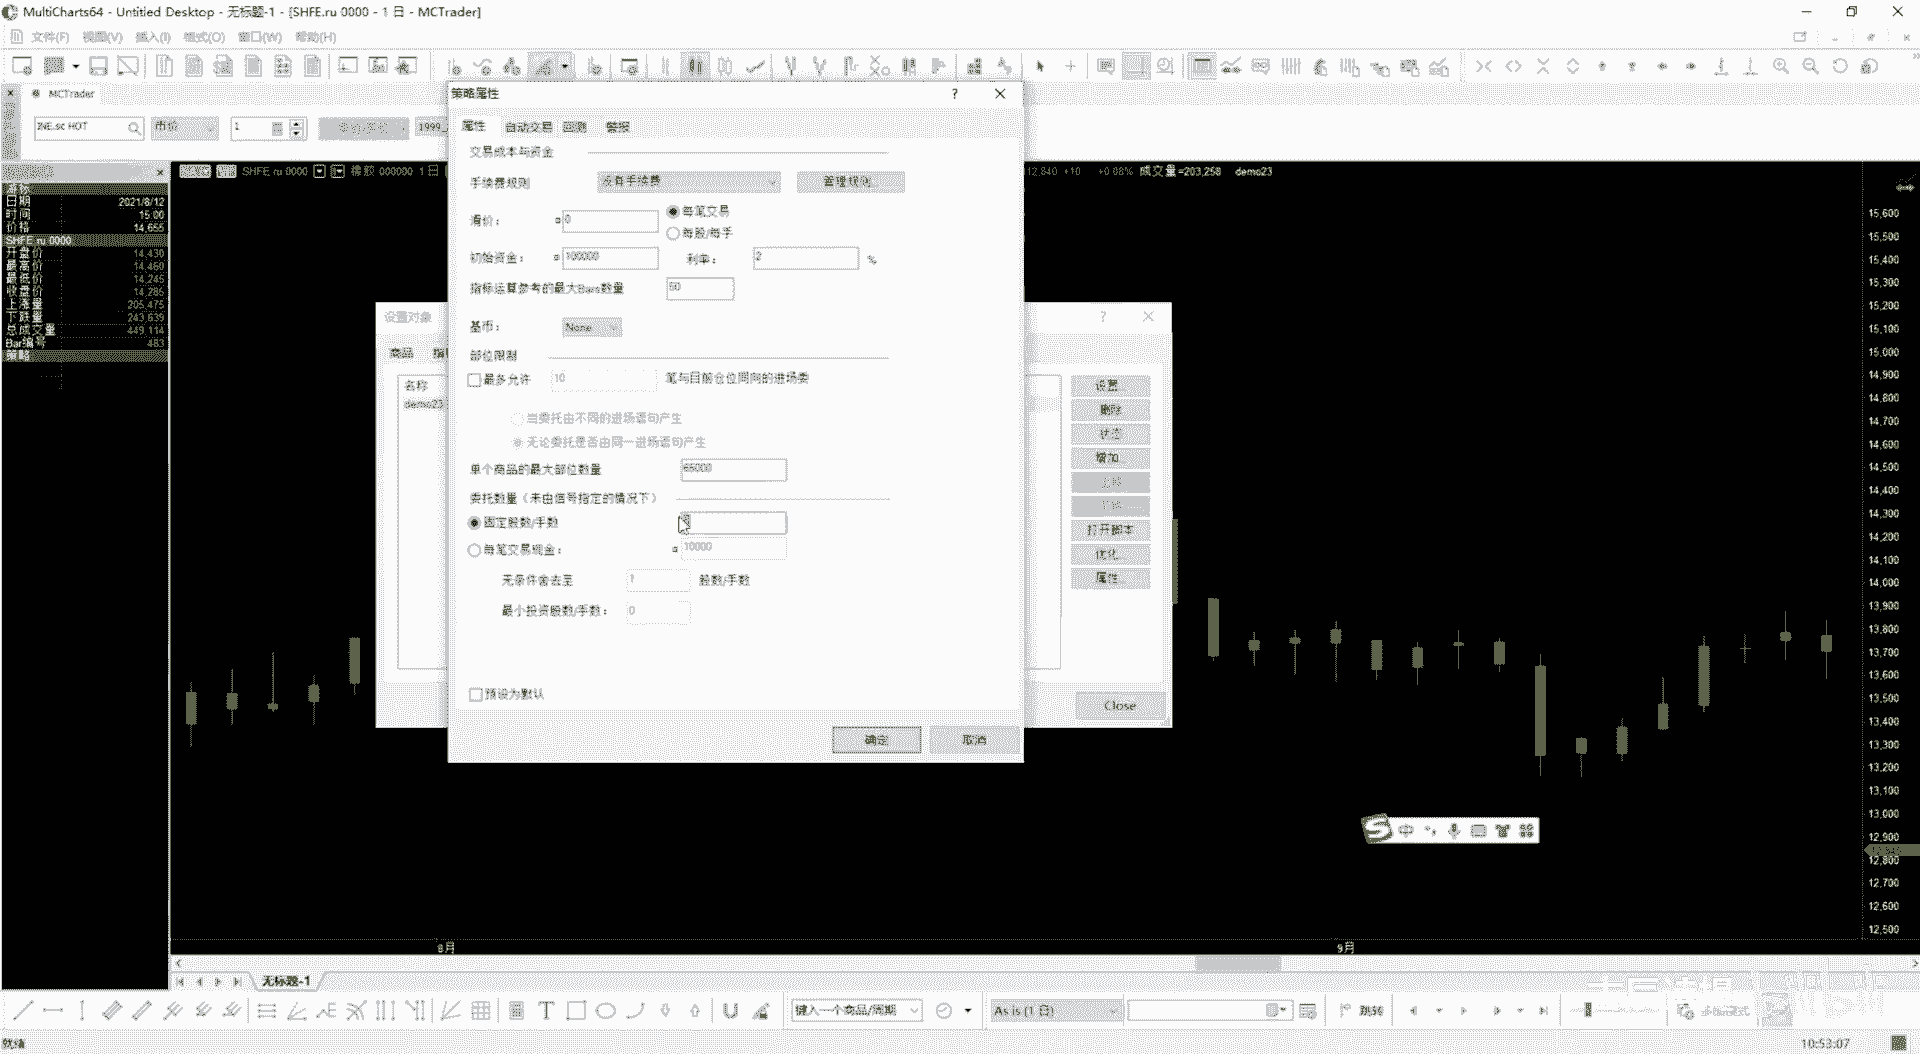 MultiCharts64 - Untitled Desktop - 无标题-1 - [SHFE.ru 0000 - 1 日 - MCTrader]
文件(F) 视图(V) 插入(I) 格式(O) 窗口(W) 帮助(H)
MCTrader
INE.sc HOT 市价 1
SHFE ru 0000 橡胶 000000 1 日 12,840 +10 +0.08% 成交量=203,258 demo23
游标
日期 2021/8/12
时间 15:00
价格 14,655
SHFE ru 0000
开盘价 14,430
最高价 14,460
最低价 14,245
收盘价 14,285
上涨量 205,475
下跌量 243,639
总成交量 449,114
Bar编号 483
策略
策略属性
属性 自动交易 回测 警报
交易成本与资金
手续费规则 没有手续费 管理规则
滑价: 0 每笔交易
每股/每手
初始资金: 100000 利率: 2 %
指标运算参考的最大Bars数量 50
基币: None
部位限制
最多允许 10 笔与目前仓位同向的进场委
当委托由不同的进场语句产生
无论委托是否由同一进场语句产生
单个商品的最大部位数量 65000
委托数量（未由信号指定的情况下）
固定股数/手数
每笔交易现金: 10000
无条件舍去至 1 股数/手数
最小投资股数/手数: 0
预设为默认
确定 取消
设置对象
商品
名称
demo23
设置...
删除
状态
增加...
上移
下移
打开脚本
优化...
属性...
Close
15,600
15,500
15,400
15,300
15,200
15,100
15,000
14,900
14,800
14,700
14,600
14,500
14,400
14,300
14,200
14,100
14,000
13,900
13,800
13,700
13,600
13,500
13,400
13,300
13,200
13,100
13,000
12,900
12,800
12,700
12,600
12,500
中
8月 9月
无标题-1
键入一个商品/周期 As is (1 日) 跳转
就绪 10:53:07